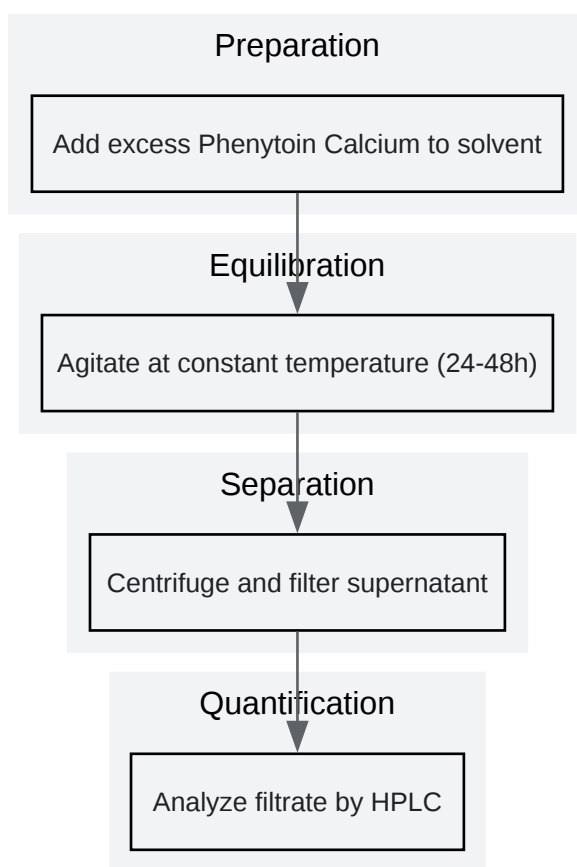 Preparation
Add excess Phenytoin Calcium to solvent
Equilibration
Agitate at constant temperature (24-48h)
Separation
Centrifuge and filter supernatant
Quantification
Analyze filtrate by HPLC